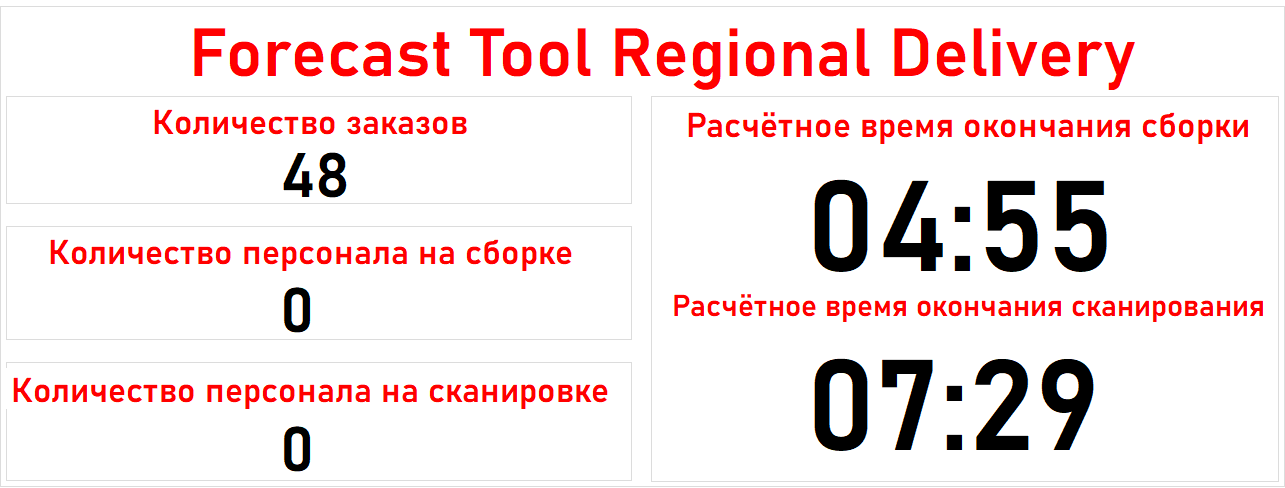 Forecast Tool Regional Delivery
Количество заказов
48
Количество персонала на сборке
0
Количество персонала на сканировке
0
Расчётное время окончания сборки
04:55
Расчётное время окончания сканирования
07:29